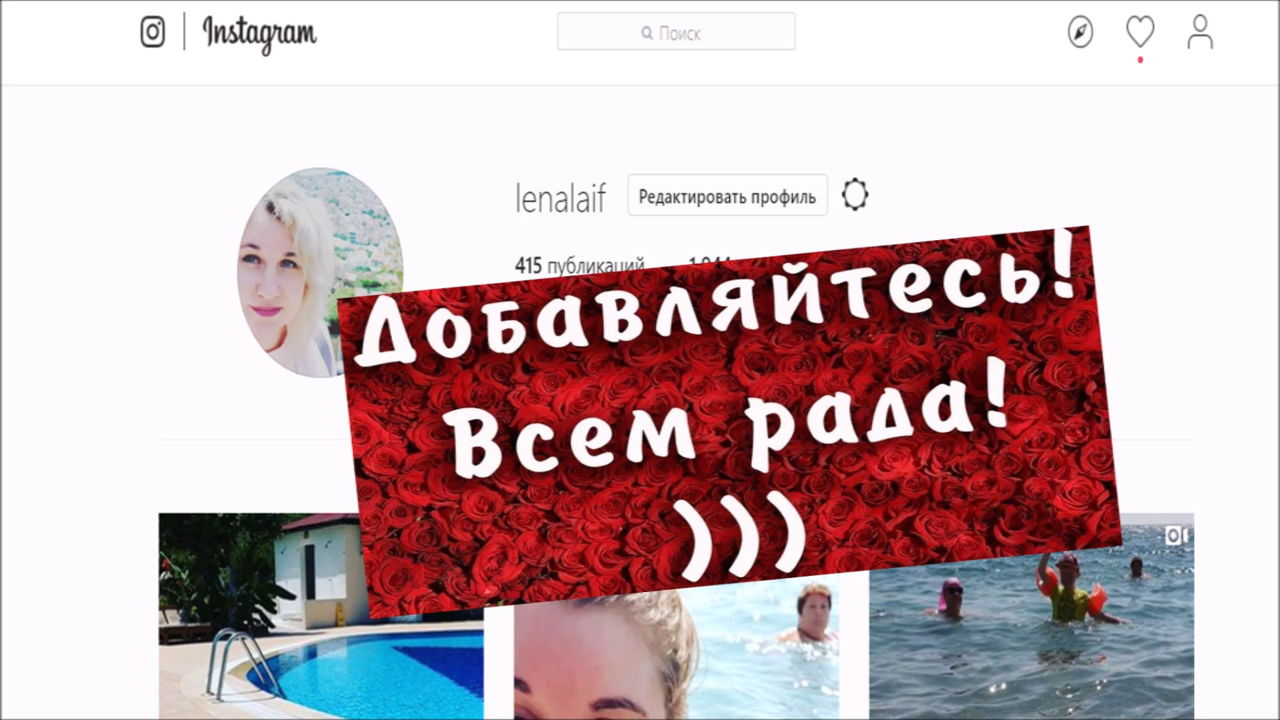 Instagram
Поиск
lenalaif
Редактировать профиль
415 публикаций
Добавляйтесь!
Всем рада!
)))